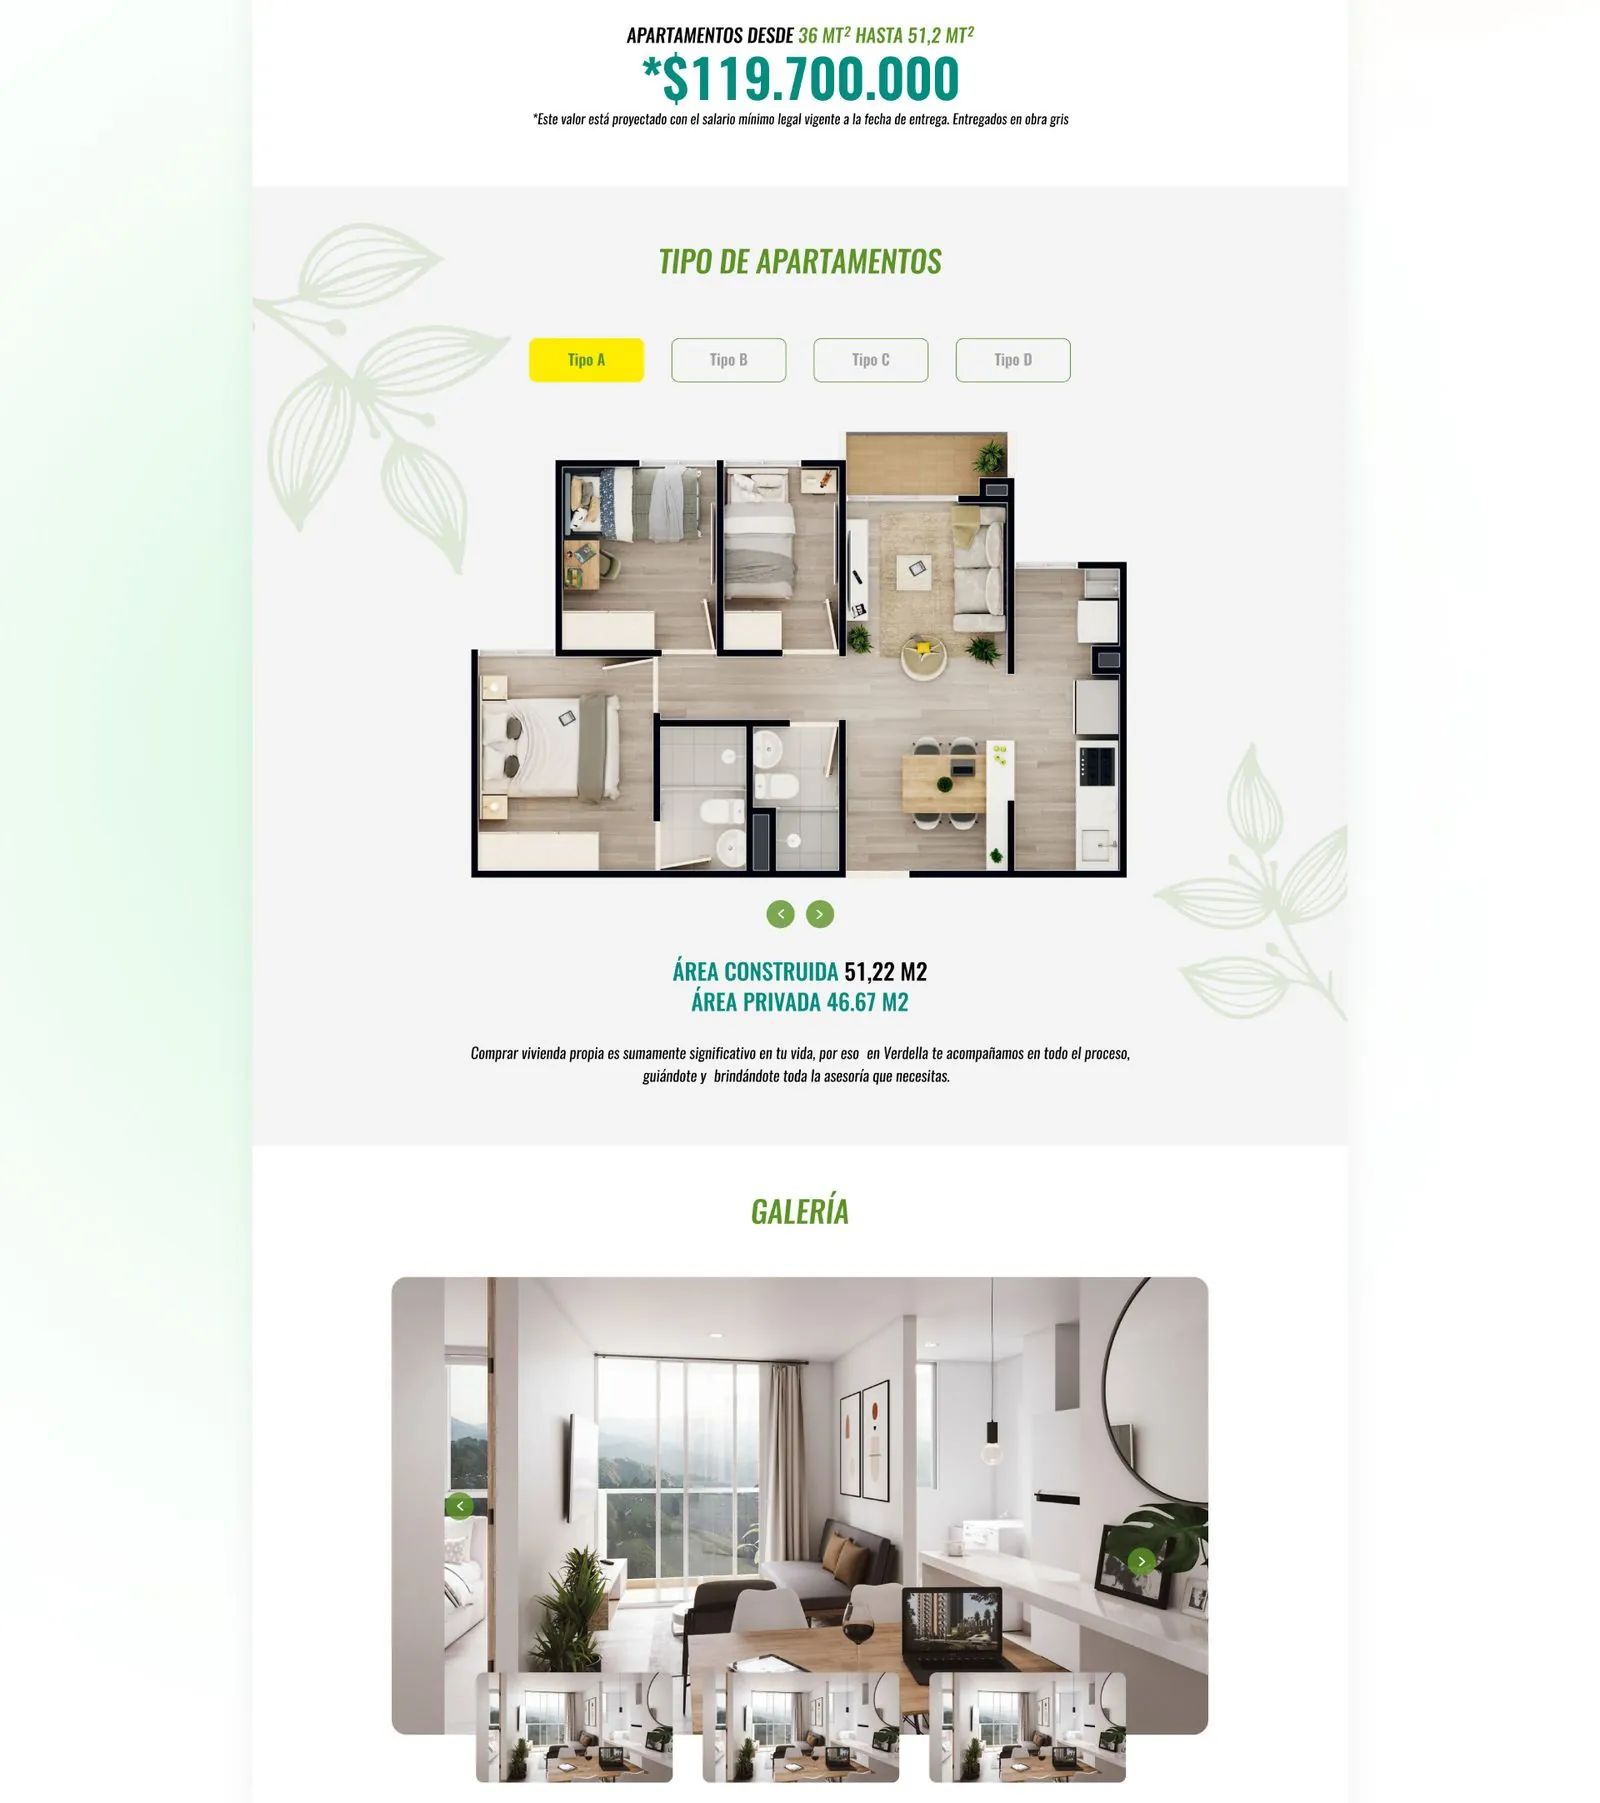 APARTAMENTOS DESDE 36 MT² HASTA 51,2 MT²
*$119.700.000
*Este valor está proyectado con el salario mínimo legal vigente a la fecha de entrega. Entregados en obra gris
TIPO DE APARTAMENTOS
Tipo A
Tipo B
Tipo C
Tipo D
ÁREA CONSTRUIDA 51,22 M2
ÁREA PRIVADA 46.67 M2
Comprar vivienda propia es sumamente significativo en tu vida, por eso en Verdella te acompañamos en todo el proceso,
guiándote y brindándote toda la asesoría que necesitas.
GALERÍA